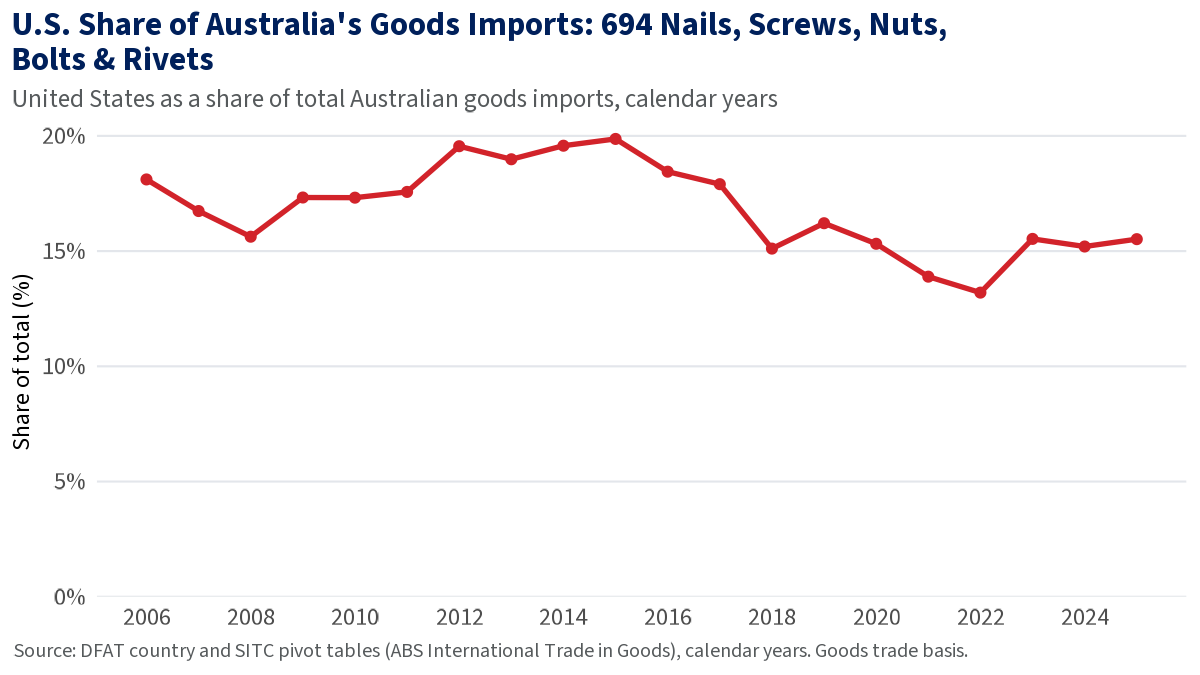 U.S. Share of Australia's Goods Imports: 694 Nails, Screws, Nuts,
Bolts & Rivets
United States as a share of total Australian goods imports, calendar years
Share of total (%)
20%
15%
10%
5%
0%
2006 2008 2010 2012 2014 2016 2018 2020 2022 2024
Source: DFAT country and SITC pivot tables (ABS International Trade in Goods), calendar years. Goods trade basis.